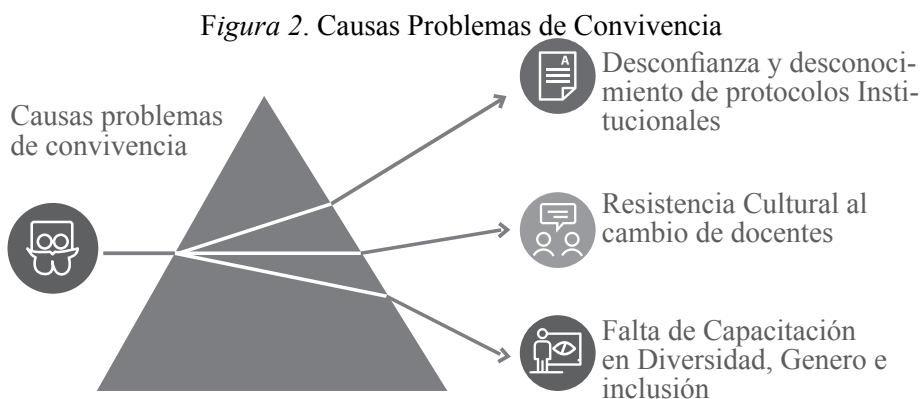 Figura 2. Causas Problemas de Convivencia
Causas problemas
de convivencia
Desconfianza y desconoci-
miento de protocolos Insti-
tucionales
Resistencia Cultural al
cambio de docentes
Falta de Capacitación
en Diversidad, Genero e
inclusión
A